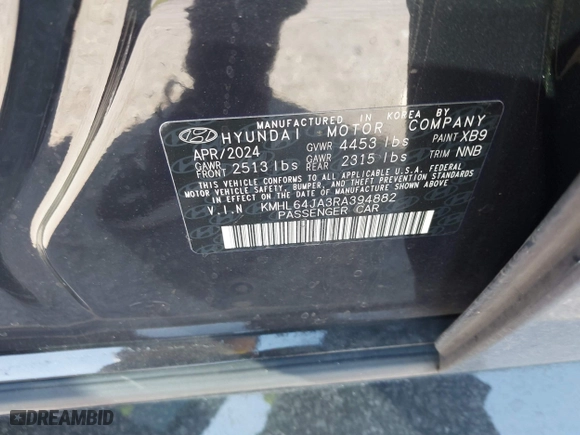 MANUFACTURED IN KOREA BY
HYUNDAI MOTOR COMPANY
APR/2024 GVWR 4453 lbs PAINT XB9
GAWR FRONT 2513 lbs GAWR REAR 2315 lbs TRIM NNB
THIS VEHICLE CONFORMS TO ALL APPLICABLE U.S.A. FEDERAL
MOTOR VEHICLE SAFETY, BUMPER, AND THEFT PREVENTION STANDARDS
IN EFFECT ON THE DATE OF MANUFACTURE SHOWN ABOVE.
V.I.N KMHL64JA3RA394882
PASSENGER CAR
DREAMBID